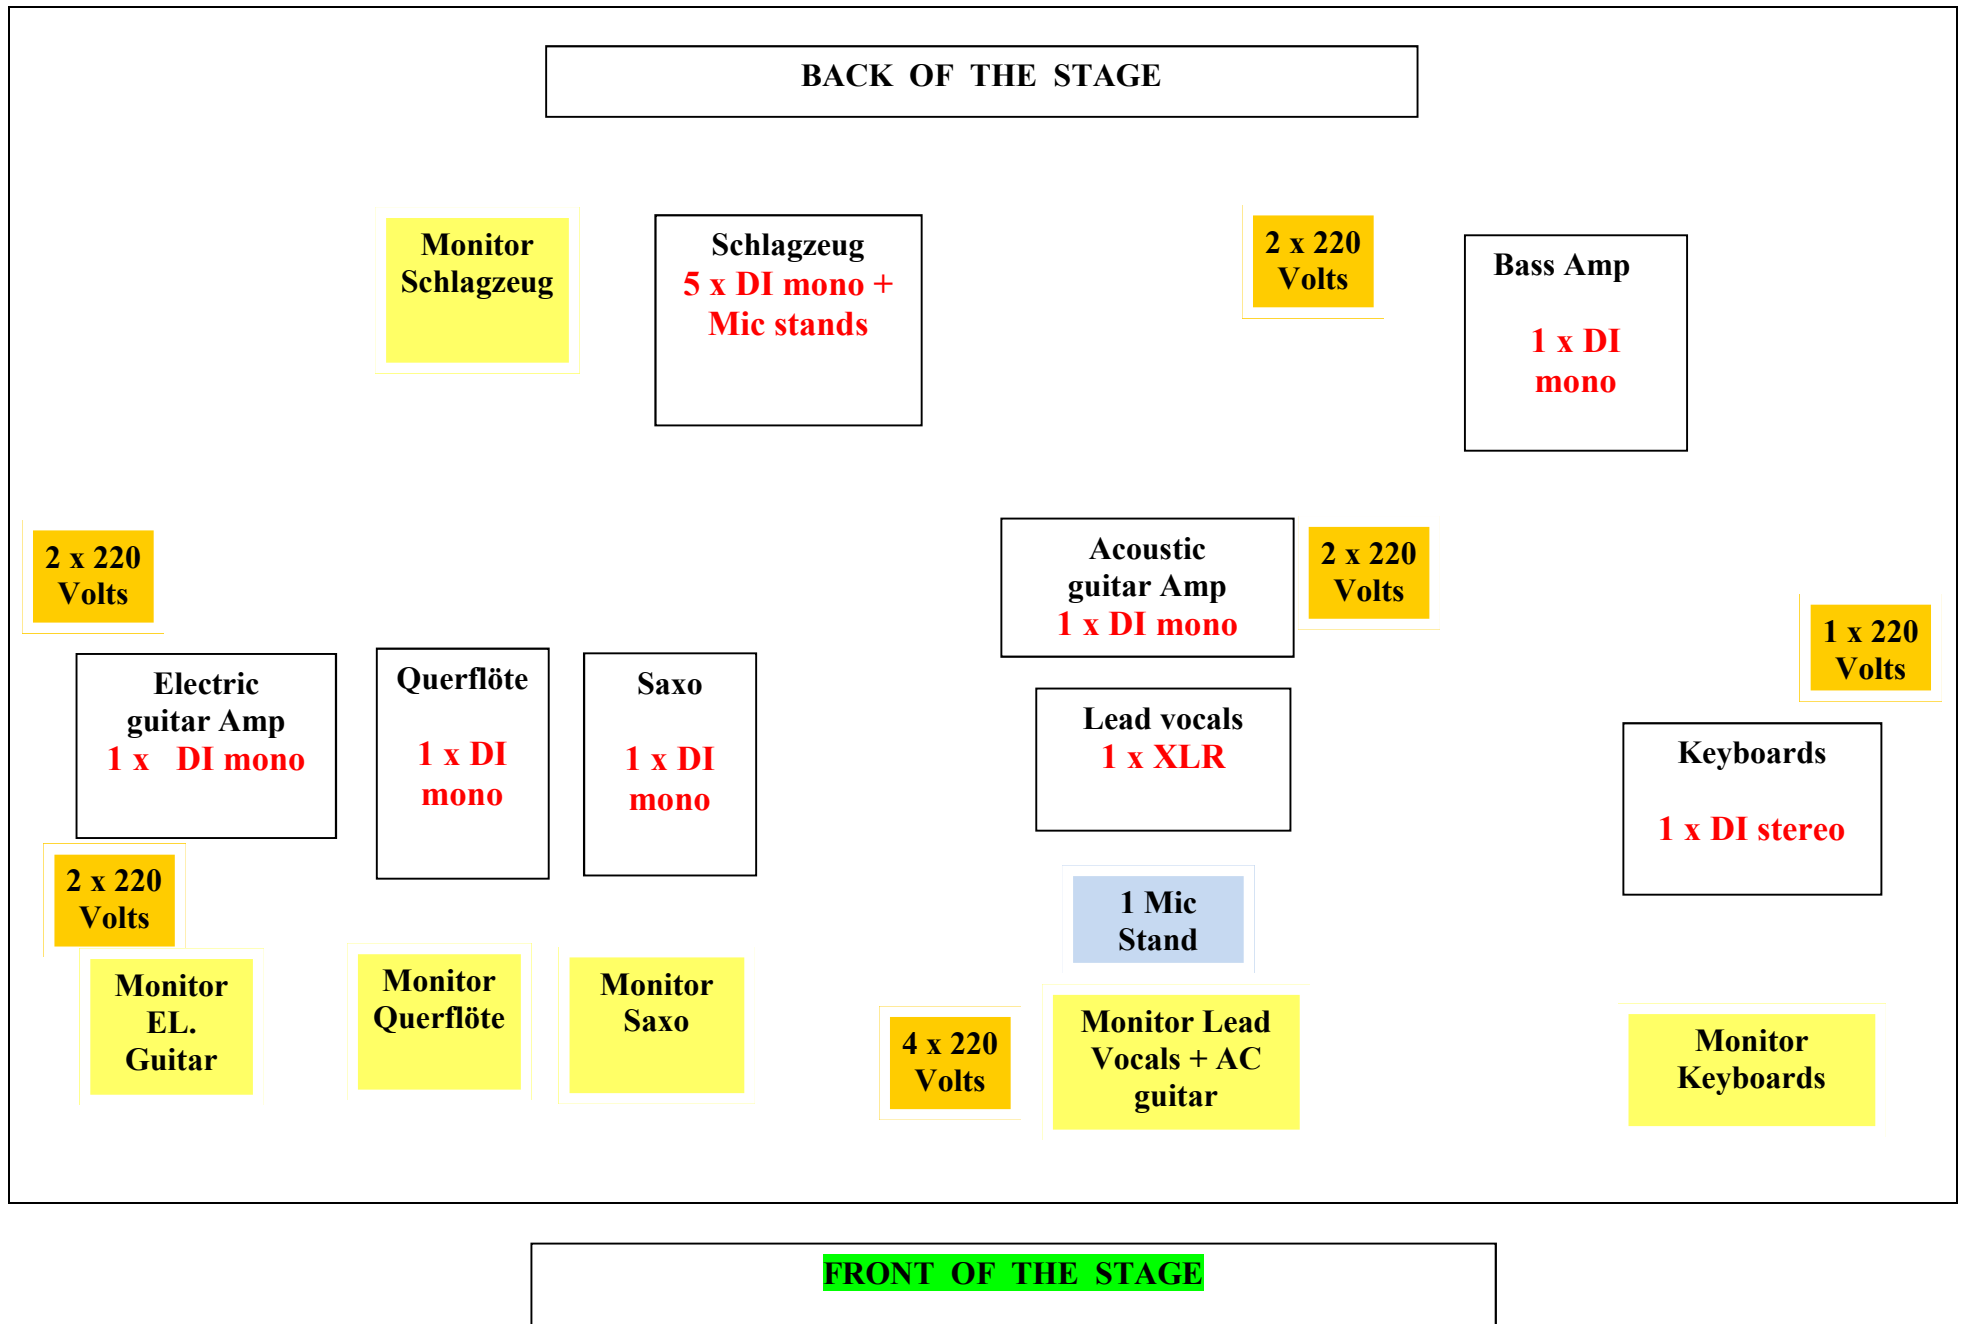 BACK OF THE STAGE
Monitor
Schlagzeug
Schlagzeug
5 x DI mono +
Mic stands
2 x 220
Volts
Bass Amp
1 x DI
mono
2 x 220
Volts
Acoustic
guitar Amp
1 x DI mono
2 x 220
Volts
1 x 220
Volts
Electric
guitar Amp
1 x DI mono
Querflöte
1 x DI
mono
Saxo
1 x DI
mono
Lead vocals
1 x XLR
Keyboards
1 x DI stereo
2 x 220
Volts
1 Mic
Stand
Monitor
EL.
Guitar
Monitor
Querflöte
Monitor
Saxo
4 x 220
Volts
Monitor Lead
Vocals + AC
guitar
Monitor
Keyboards
FRONT OF THE STAGE